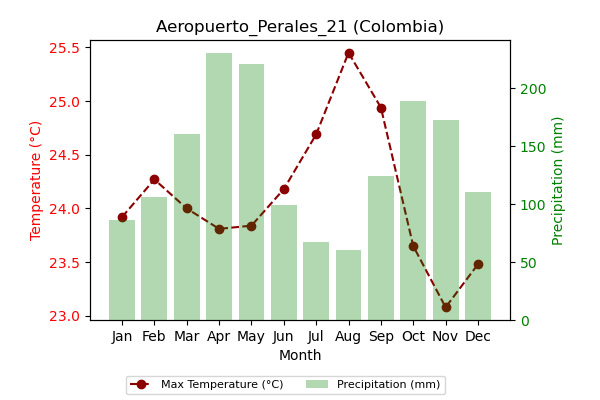 Aeropuerto_Perales_21 (Colombia)
25.5
25.0
24.5
24.0
23.5
23.0
Temperature (°C)
200
150
100
50
0
Precipitation (mm)
Jan Feb Mar Apr May Jun Jul Aug Sep Oct Nov Dec
Month
Max Temperature (°C) Precipitation (mm)